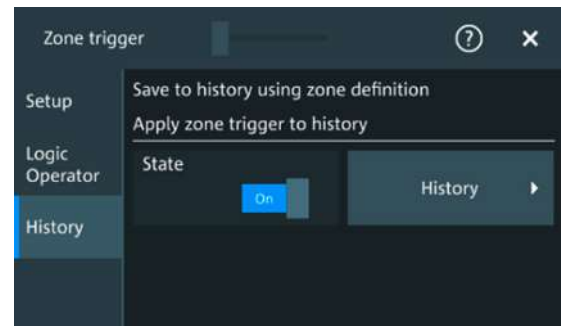 Zone trigger
?
Setup
Save to history using zone definition
Apply zone trigger to history
Logic
Operator
State
On
History
History